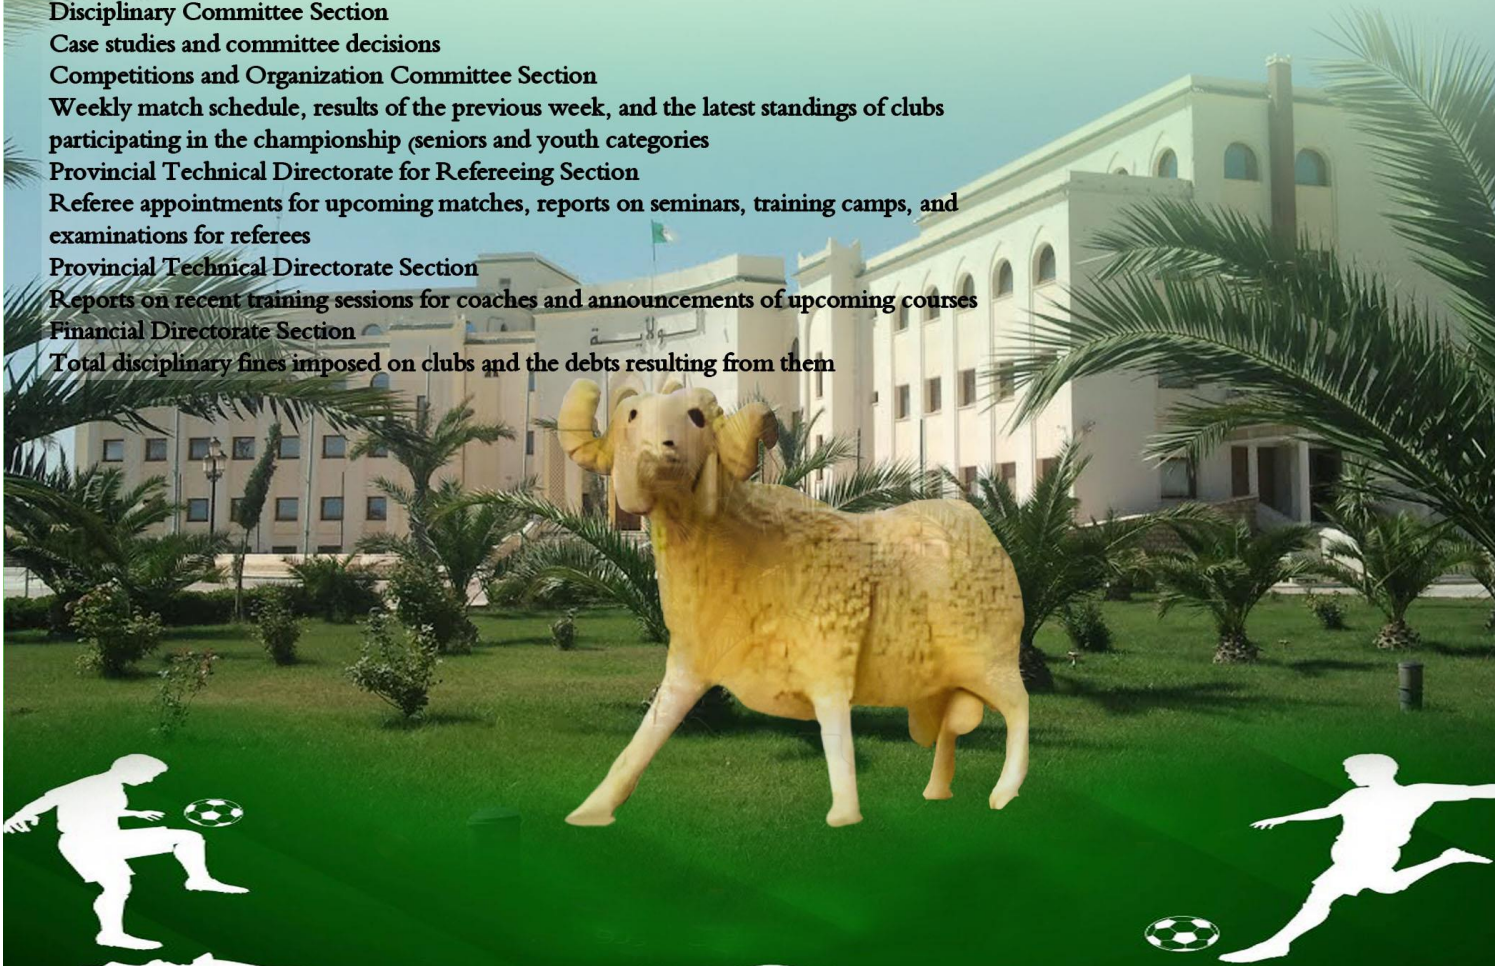 Disciplinary Committee Section
Case studies and committee decisions
Competitions and Organization Committee Section
Weekly match schedule, results of the previous week, and the latest standings of clubs
participating in the championship (seniors and youth categories
Provincial Technical Directorate for Refereeing Section
Referee appointments for upcoming matches, reports on seminars, training camps, and
examinations for referees
Provincial Technical Directorate Section
Reports on recent training sessions for coaches and announcements of upcoming courses
Financial Directorate Section
الولايــــة
Total disciplinary fines imposed on clubs and the debts resulting from them